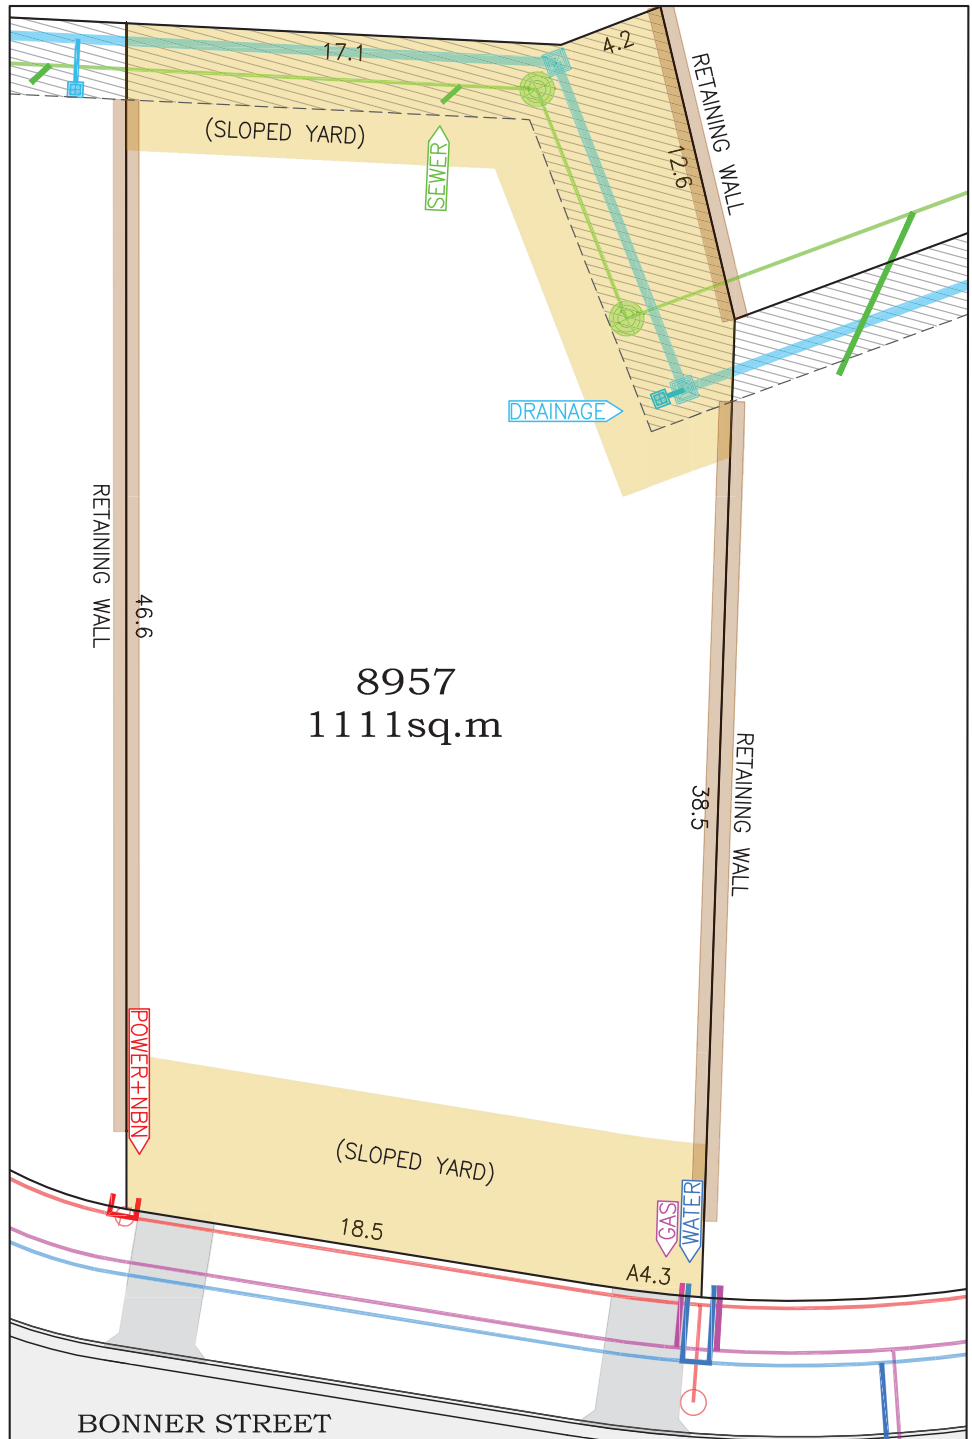 17.1
4.2
RETAINING WALL
12.6
(SLOPED YARD)
SEWER
DRAINAGE
RETAINING WALL
46.6
8957
1111sq.m
RETAINING WALL
38.5
POWER+NBN
(SLOPED YARD)
GAS
WATER
18.5
A4.3
BONNER STREET